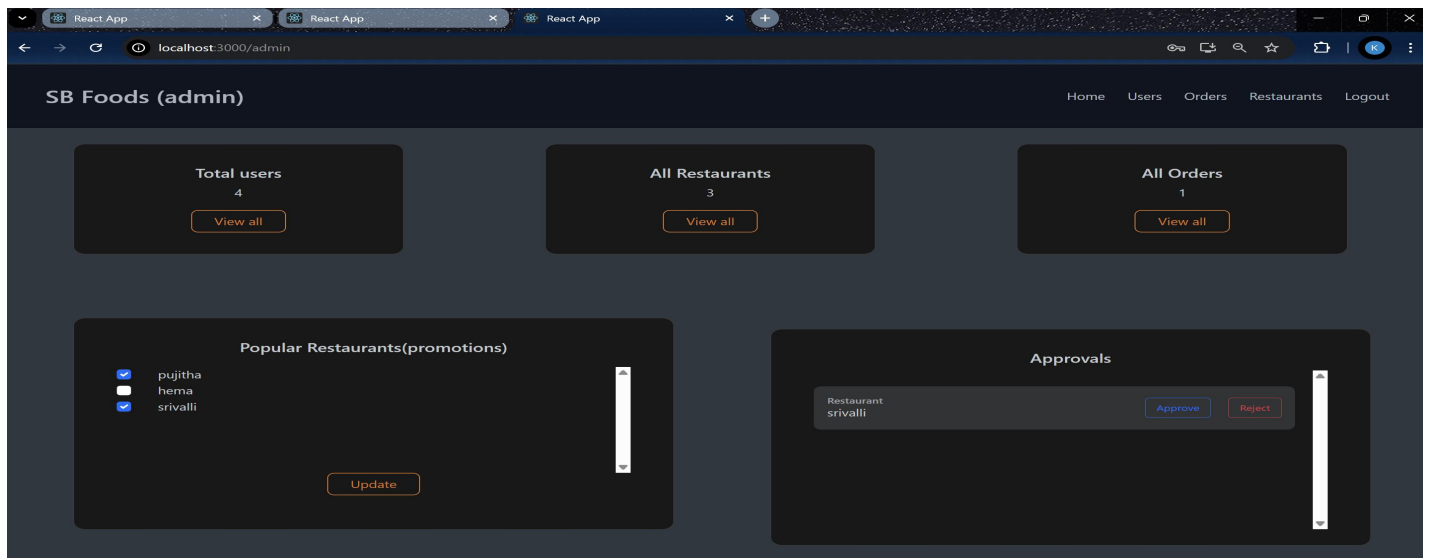 React App
React App
React App
localhost:3000/admin
K
SB Foods (admin)
Home Users Orders Restaurants Logout
Total users
4
View all
All Restaurants
3
View all
All Orders
1
View all
Popular Restaurants(promotions)
pujitha
hema
srivalli
Update
Approvals
Restaurant
srivalli
Approve Reject